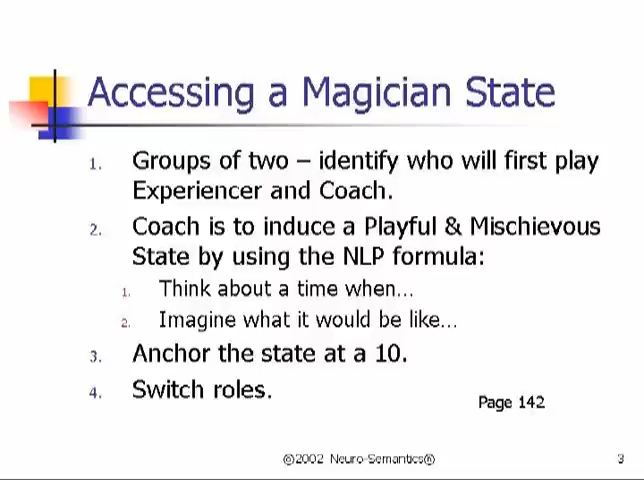 Accessing a Magician State
1. Groups of two – identify who will first play
Experiencer and Coach.
2. Coach is to induce a Playful & Mischievous
State by using the NLP formula:
1. Think about a time when...
2. Imagine what it would be like...
3. Anchor the state at a 10.
4. Switch roles.
Page 142
©2002 Neuro-Semantics®
3